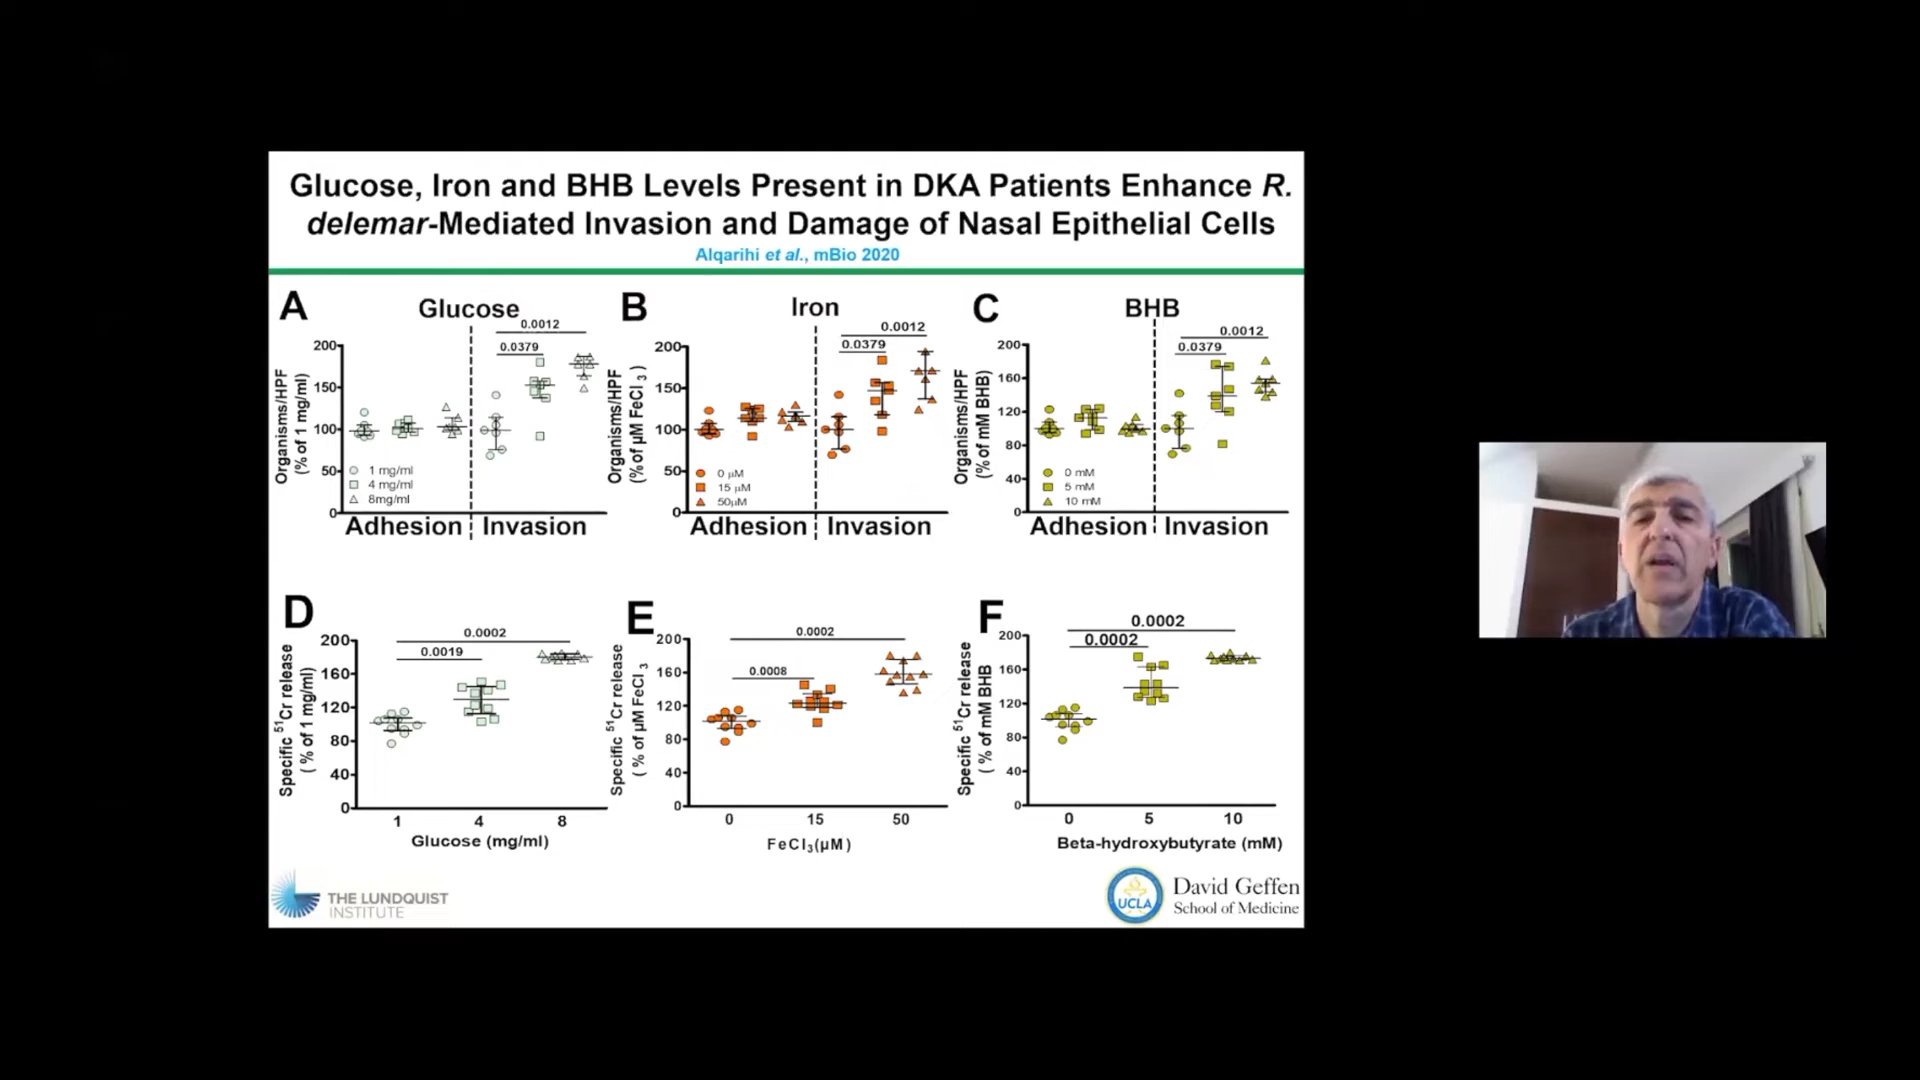 Glucose, Iron and BHB Levels Present in DKA Patients Enhance R.
delemar-Mediated Invasion and Damage of Nasal Epithelial Cells
Alqarihi et al., mBio 2020
A
Glucose
0.0012
0.0379
200
150
100
50
0
Organisms/HPF
(% of 1 mg/ml)
1 mg/ml
4 mg/ml
8mg/ml
Adhesion
Invasion
B
Iron
0.0012
0.0379
200
150
100
50
0
Organisms/HPF
(%of µM FeCl 3 )
0 µM
15 µM
50µM
Adhesion
Invasion
C
BHB
0.0012
0.0379
200
160
120
80
40
0
Organisms/HPF
(%of mM BHB)
0 mM
5 mM
10 mM
Adhesion
Invasion
D
0.0002
0.0019
200
160
120
80
40
0
Specific 51Cr release
( % of 1 mg/ml)
1
4
8
Glucose (mg/ml)
E
0.0002
0.0008
200
160
120
80
40
0
Specific 51Cr release
( % of µM FeCl 3
0
15
50
FeCl3(µM)
F
0.0002
0.0002
200
160
120
80
40
0
Specific 51Cr release
( % of mM BHB
0
5
10
Beta-hydroxybutyrate (mM)
THE LUNDQUIST
INSTITUTE
UCLA
David Geffen
School of Medicine